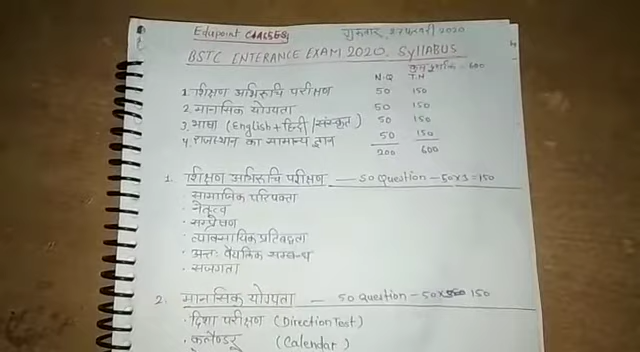 Edupoint CLASSES गुरुवार, 27 फरवरी 2020
BSTC ENTERANCE EXAM 2020. SYLLABUS
कुल पूर्णांक - 600
N.Q T.N
1. शिक्षण अभिरुचि परीक्षण 50 150
2. मानसिक योग्यता 50 150
3. भाषा (English + हिन्दी/संस्कृत) 50 150
4. राजस्थान का सामान्य ज्ञान 50 150
200 600
1. शिक्षण अभिरुचि परीक्षण — 50 Question - 50x3=150
• सामाजिक परिपक्वता
• नेतृत्व
• सम्प्रेषण
• व्यावसायिक प्रतिबद्धता
• अन्तः वैयक्तिक सम्बन्ध
• सजगता
2. मानसिक योग्यता — 50 Question - 50x 150
• दिशा परीक्षण (Direction Test)
• कलैण्डर (Calendar)